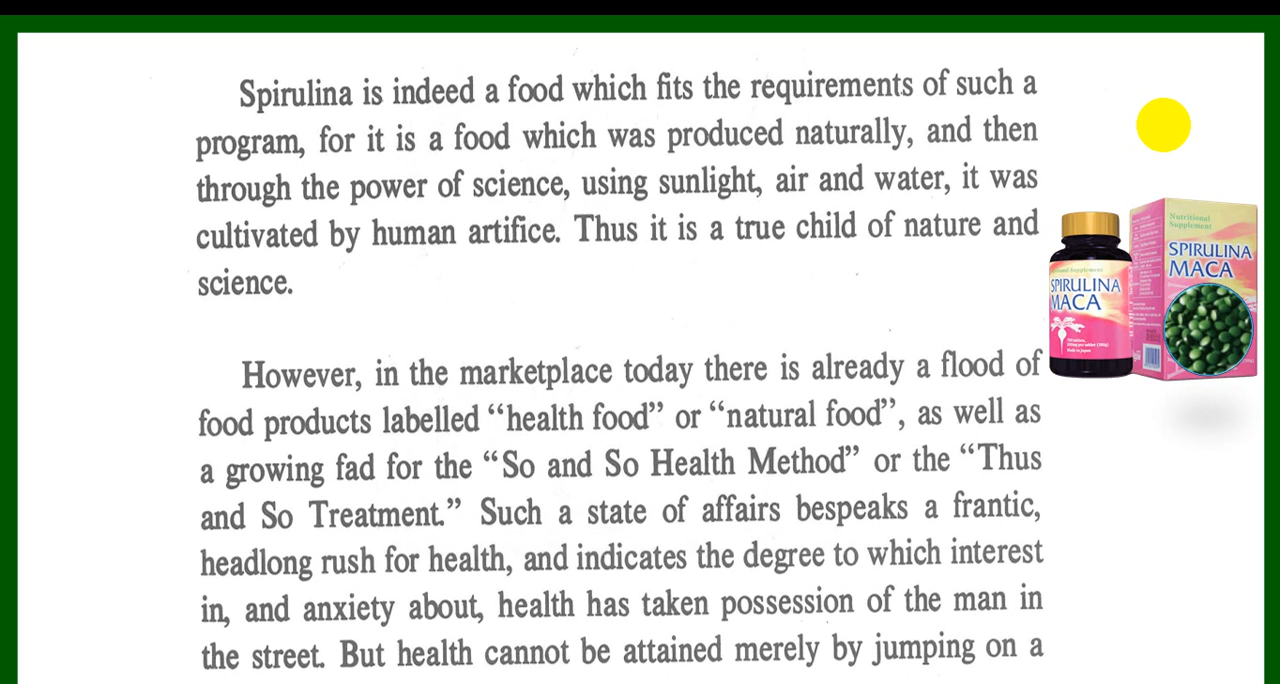 Spirulina is indeed a food which fits the requirements of such a
program, for it is a food which was produced naturally, and then
through the power of science, using sunlight, air and water, it was
cultivated by human artifice. Thus it is a true child of nature and
science.
However, in the marketplace today there is already a flood of
food products labelled “health food” or “natural food”, as well as
a growing fad for the “So and So Health Method” or the “Thus
and So Treatment.” Such a state of affairs bespeaks a frantic,
headlong rush for health, and indicates the degree to which interest
in, and anxiety about, health has taken possession of the man in
the street. But health cannot be attained merely by jumping on a
Nutritional Supplement
SPIRULINA
MACA
Nutritional
Supplement
SPIRULINA
MACA
Made in Japan